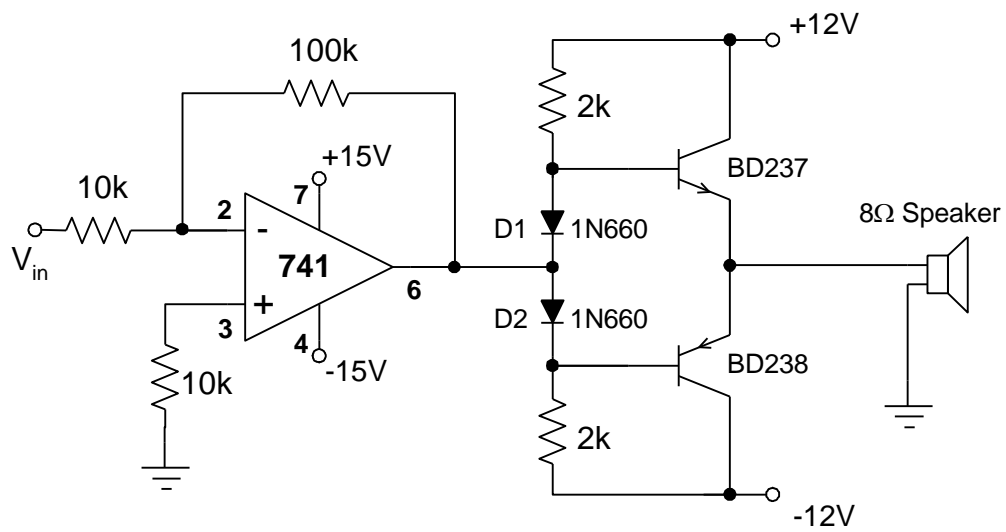 +12V
100k
2k
+15V
BD237
10k
7
2
-
D1
1N660
8Ω Speaker
Vin
741
6
+
D2
1N660
3
4
-15V
BD238
10k
2k
-12V